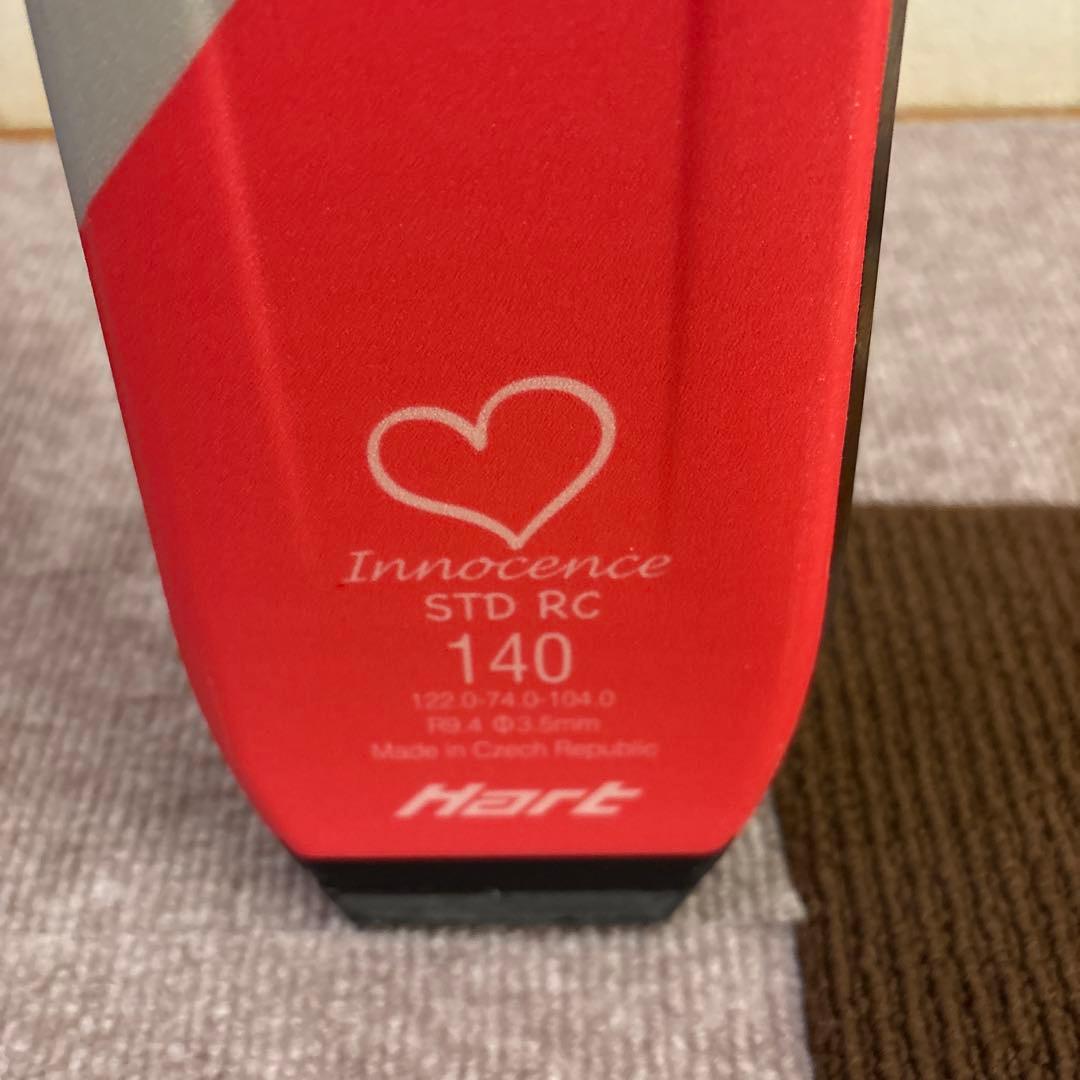 Innocence
STD RC
140
122.0-74.0-104.0
R9.4 Φ3.5mm
Made in Czech Republic
Hart